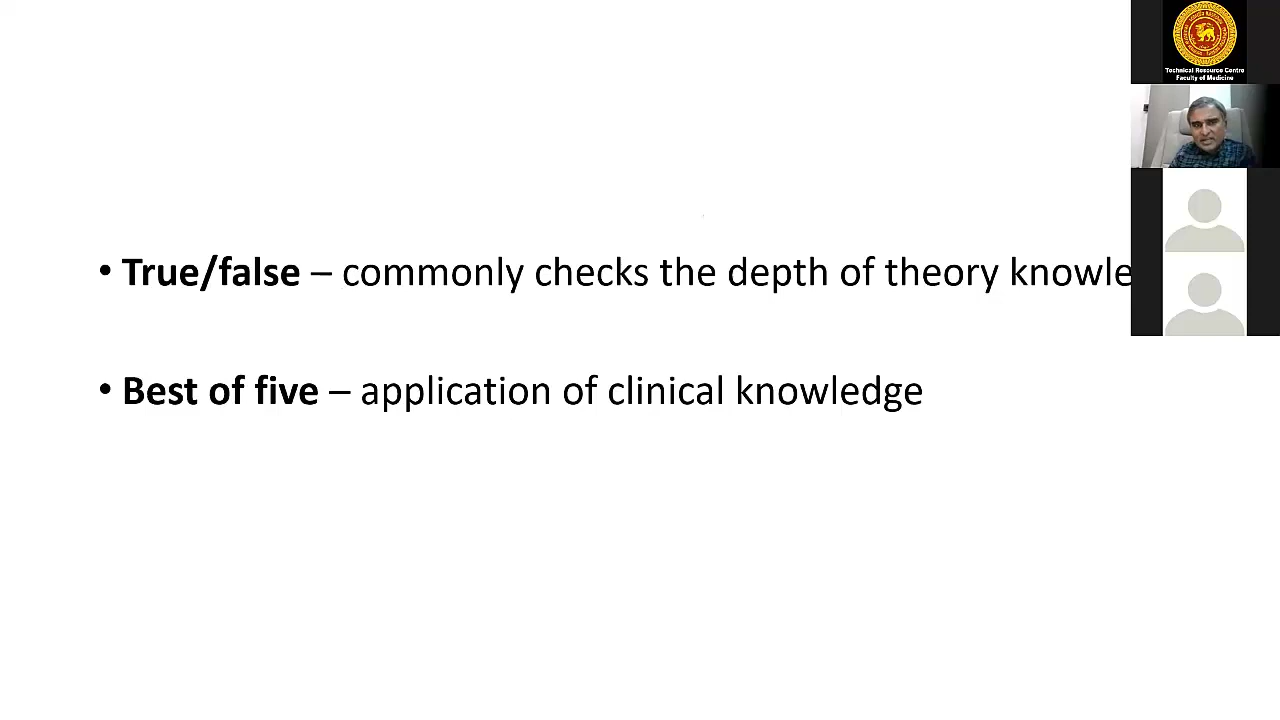 Technical Resource Centre
Faculty of Medicine
• True/false – commonly checks the depth of theory knowle
• Best of five – application of clinical knowledge